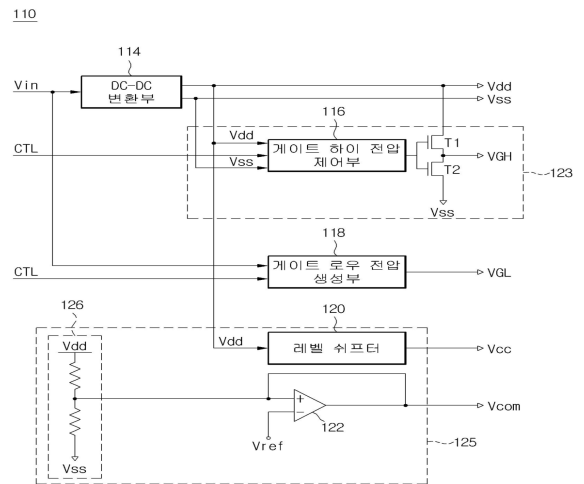 110
114
Vin
DC-DC
변환부
Vdd
Vss
116
Vdd
CTL
Vss
게이트 하이 전압
제어부
T1
T2
VGH
123
Vss
118
CTL
게이트 로우 전압
생성부
VGL
126
120
Vdd
Vdd
레벨 쉬프터
Vcc
+
−
122
Vcom
Vref
Vss
125